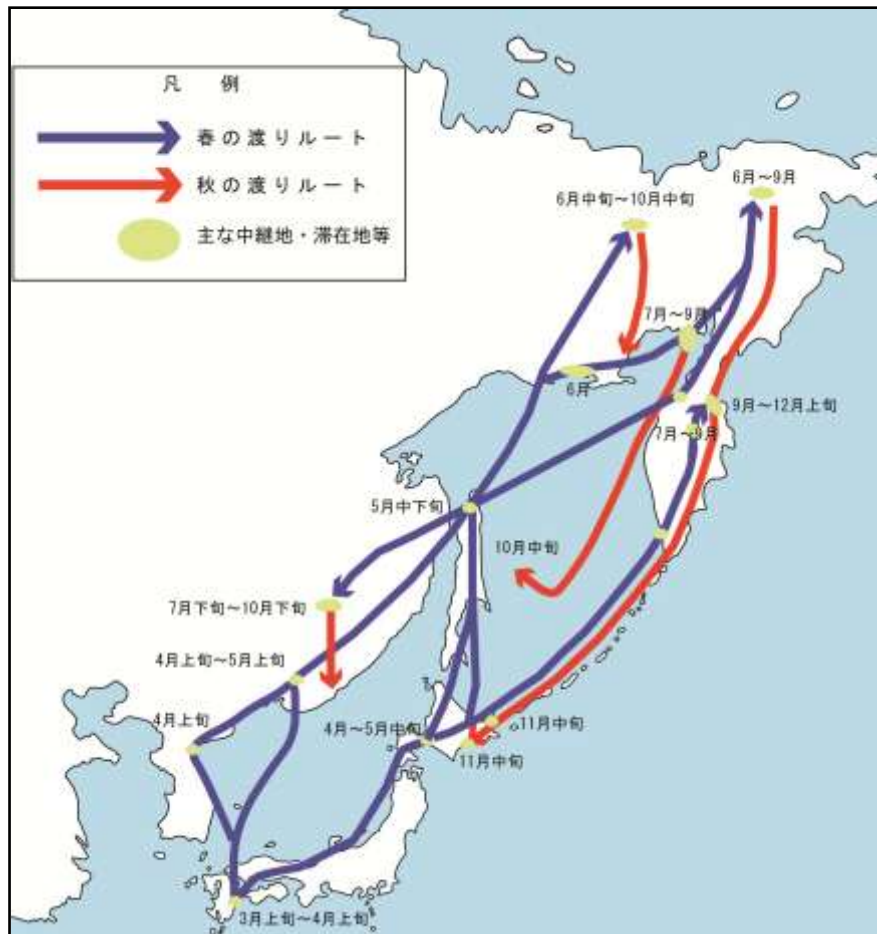 凡 例
春の渡りルート
秋の渡りルート
主な中継地・滞在地等
6月～9月
6月中旬～10月中旬
7月～9月
6月
9月～12月上旬
7月～9月
5月中下旬
10月中旬
7月下旬～10月下旬
4月上旬～5月上旬
4月上旬
4月～5月中旬
11月中旬
11月中旬
3月上旬～4月上旬